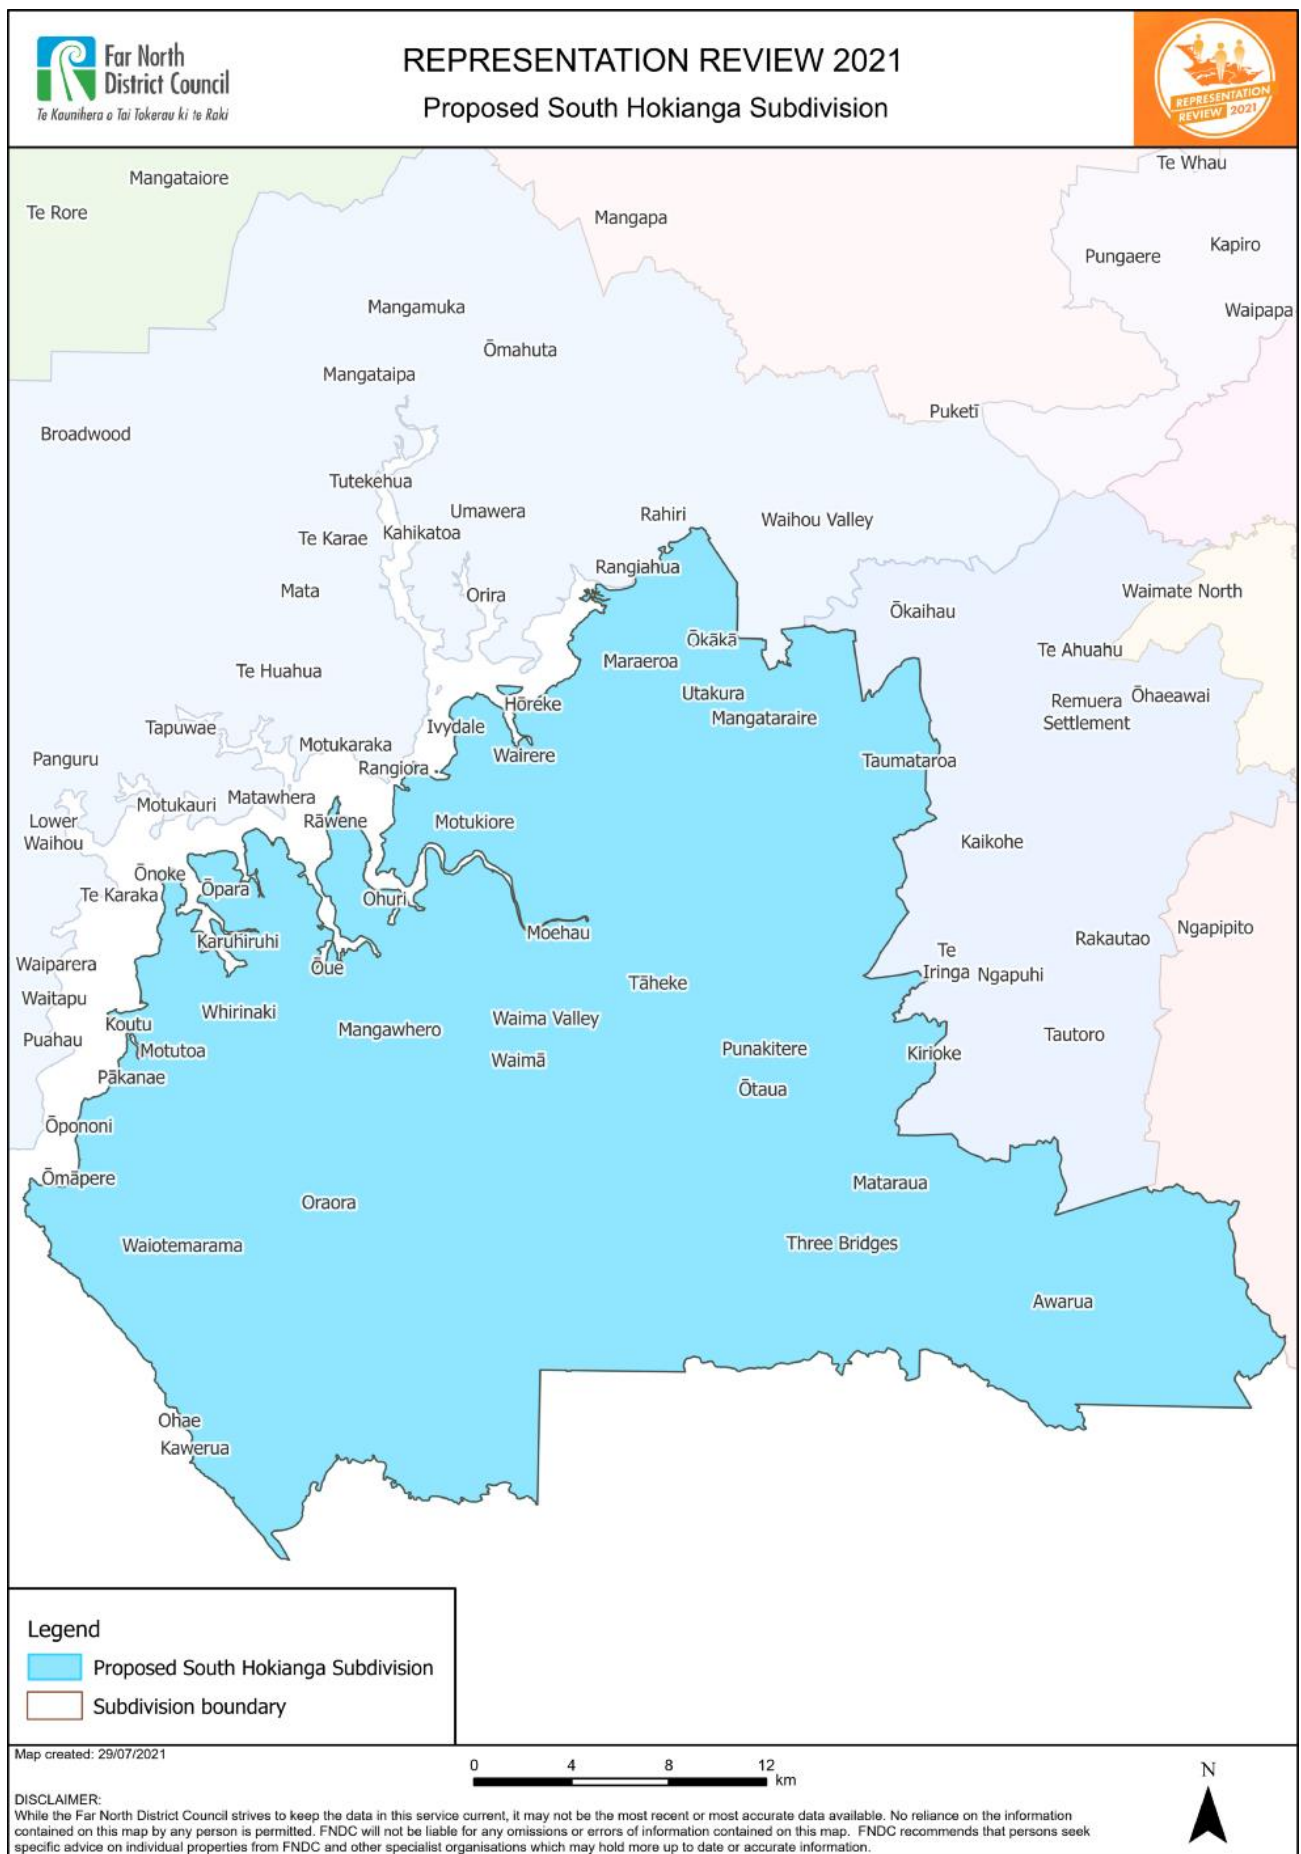 Far North
District Council
Te Kaunihera o Tai Tokerau ki te Raki
REPRESENTATION REVIEW 2021
Proposed South Hokianga Subdivision
REPRESENTATION
REVIEW 2021
Te Whau
Mangataiore
Te Rore
Mangapa
Kapiro
Pungaere
Mangamuka
Waipapa
Ōmahuta
Mangataipa
Puketī
Broadwood
Tutekehua
Umawera
Rahiri
Waihou Valley
Te Karae
Kahikatoa
Rangiahua
Mata
Orira
Waimate North
Ōkaihau
Ōkākā
Te Ahuahu
Maraeroa
Te Huahua
Utakura
Remuera
Settlement
Ōhaeawai
Hōreke
Mangataraire
Tapuwae
Ivydale
Motukaraka
Wairere
Panguru
Rangiora
Taumataroa
Matawhera
Motukauri
Lower
Waihou
Rāwene
Motukiore
Kaikohe
Ōnoke
Te Karaka
Ōpara
Ohuri
Moehau
Ngapipito
Karuhiruhi
Rakautao
Waiparera
Ōue
Te
Iringa
Ngapuhi
Tāheke
Waitapu
Whirinaki
Waima Valley
Koutu
Mangawhero
Puahau
Motutoa
Waimā
Punakitere
Kirioke
Tautoro
Pākanae
Ōtaua
Ōpononi
Ōmāpere
Mataraua
Oraora
Waiotemarama
Three Bridges
Awarua
Ohae
Kawerua
Legend
Proposed South Hokianga Subdivision
Subdivision boundary
Map created: 29/07/2021
0 4 8 12
km
N
DISCLAIMER:
While the Far North District Council strives to keep the data in this service current, it may not be the most recent or most accurate data available. No reliance on the information
contained on this map by any person is permitted. FNDC will not be liable for any omissions or errors of information contained on this map. FNDC recommends that persons seek
specific advice on individual properties from FNDC and other specialist organisations which may hold more up to date or accurate information.